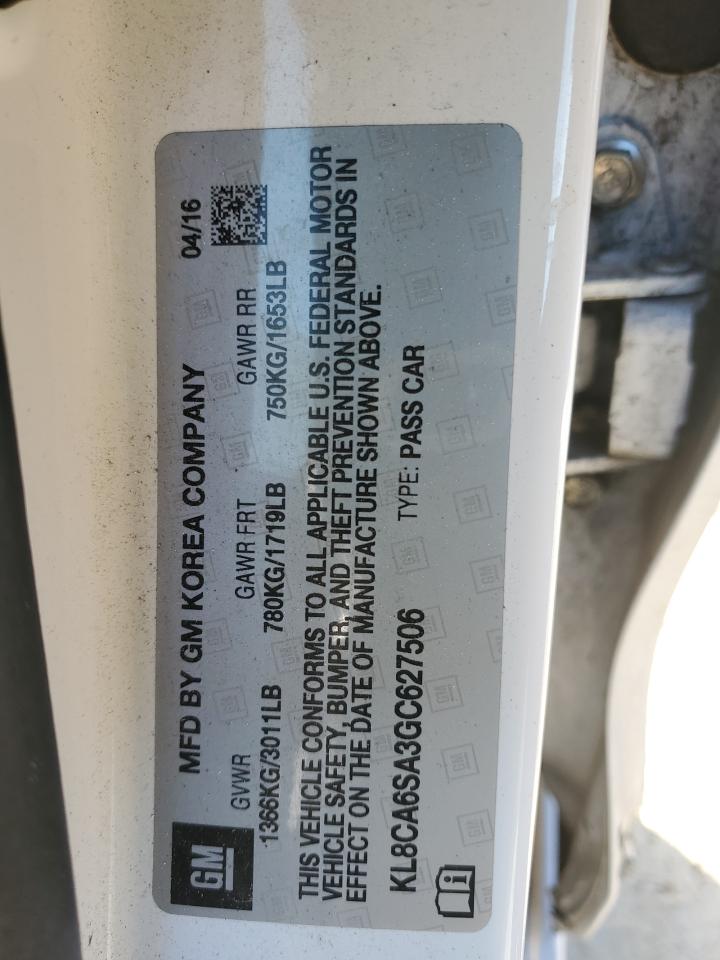 GM
MFD BY GM KOREA COMPANY 04/16
GVWR GAWR FRT GAWR RR
1366KG/3011LB 780KG/1719LB 750KG/1653LB
THIS VEHICLE CONFORMS TO ALL APPLICABLE U.S. FEDERAL MOTOR
VEHICLE SAFETY, BUMPER, AND THEFT PREVENTION STANDARDS IN
EFFECT ON THE DATE OF MANUFACTURE SHOWN ABOVE.
KL8CA6SA3GC627506 TYPE: PASS CAR